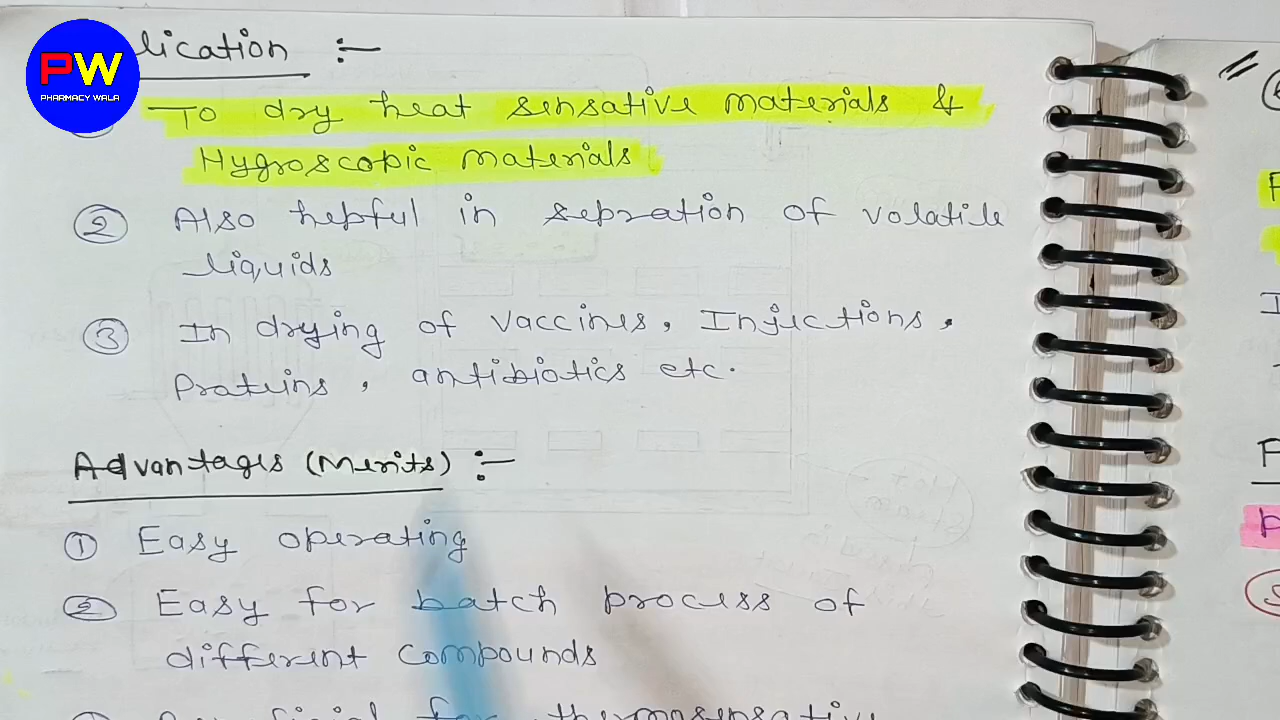 lication :-
PW
PHARMACY WALA
To dry heat sensative materials &
Hygroscopic materials
② Also helpful in sepration of volatile
liquids
③ In drying of vaccines, Injections,
Proteins, antibiotics etc.
Advantages (Merits) :-
① Easy operating
② Easy for batch process of
different compounds